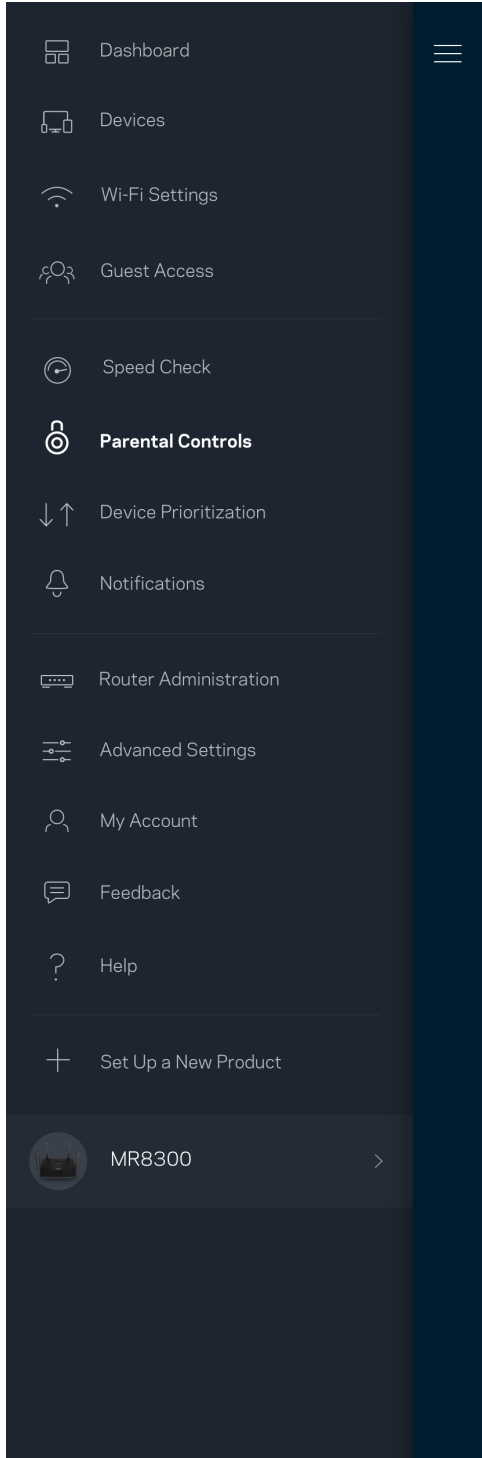 Dashboard
Devices
Wi-Fi Settings
Guest Access
Speed Check
Parental Controls
Device Prioritization
Notifications
Router Administration
Advanced Settings
My Account
Feedback
Help
Set Up a New Product
MR8300